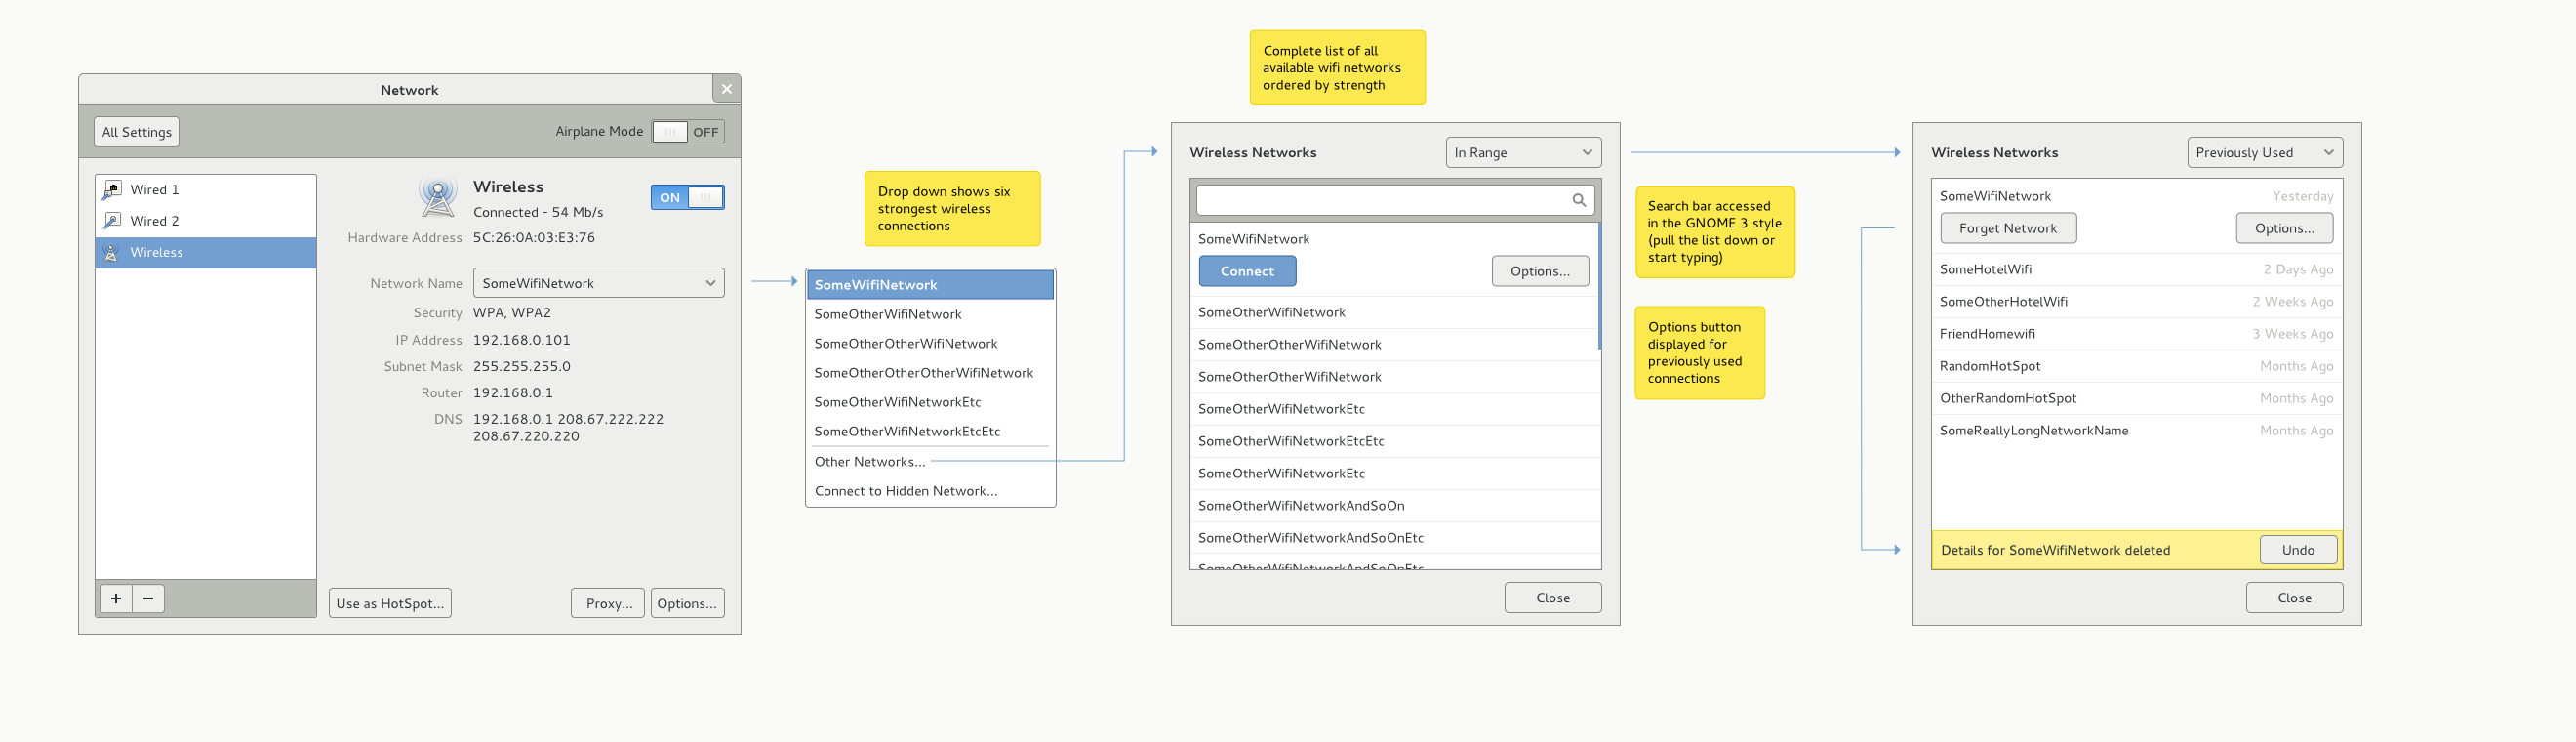 Network
All Settings
Airplane Mode OFF
Wired 1
Wired 2
Wireless
Wireless
ON
Connected - 54 Mb/s
Hardware Address 5C:26:0A:03:E3:76
Network Name SomeWifiNetwork
Security WPA, WPA2
IP Address 192.168.0.101
Subnet Mask 255.255.255.0
Router 192.168.0.1
DNS 192.168.0.1 208.67.222.222
208.67.220.220
+ −
Use as HotSpot...
Proxy...
Options...
Drop down shows six
strongest wireless
connections
SomeWifiNetwork
SomeOtherWifiNetwork
SomeOtherOtherWifiNetwork
SomeOtherOtherOtherWifiNetwork
SomeOtherWifiNetworkEtc
SomeOtherWifiNetworkEtcEtc
Other Networks...
Connect to Hidden Network...
Complete list of all
available wifi networks
ordered by strength
Wireless Networks
In Range
SomeWifiNetwork
Connect
Options...
SomeOtherWifiNetwork
SomeOtherOtherWifiNetwork
SomeOtherOtherWifiNetwork
SomeOtherWifiNetworkEtc
SomeOtherWifiNetworkEtcEtc
SomeOtherWifiNetworkEtc
SomeOtherWifiNetworkAndSoOn
SomeOtherWifiNetworkAndSoOnEtc
SomeOtherWifiNetworkAndSoOnEtc
Close
Search bar accessed
in the GNOME 3 style
(pull the list down or
start typing)
Options button
displayed for
previously used
connections
Wireless Networks
Previously Used
SomeWifiNetwork Yesterday
Forget Network
Options...
SomeHotelWifi 2 Days Ago
SomeOtherHotelWifi 2 Weeks Ago
FriendHomewifi 3 Weeks Ago
RandomHotSpot Months Ago
OtherRandomHotSpot Months Ago
SomeReallyLongNetworkName Months Ago
Details for SomeWifiNetwork deleted
Undo
Close